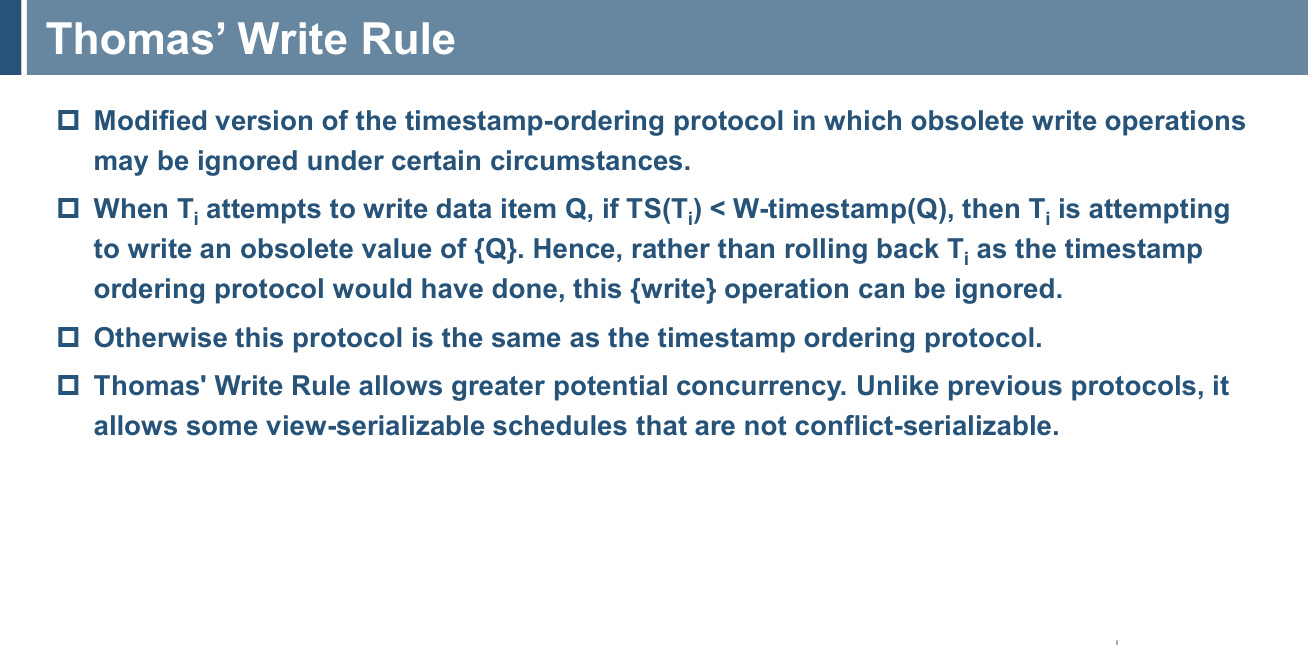 Thomas’ Write Rule
Modified version of the timestamp-ordering protocol in which obsolete write operations
may be ignored under certain circumstances.
When Ti attempts to write data item Q, if TS(Ti) < W-timestamp(Q), then Ti is attempting
to write an obsolete value of {Q}. Hence, rather than rolling back Ti as the timestamp
ordering protocol would have done, this {write} operation can be ignored.
Otherwise this protocol is the same as the timestamp ordering protocol.
Thomas' Write Rule allows greater potential concurrency. Unlike previous protocols, it
allows some view-serializable schedules that are not conflict-serializable.